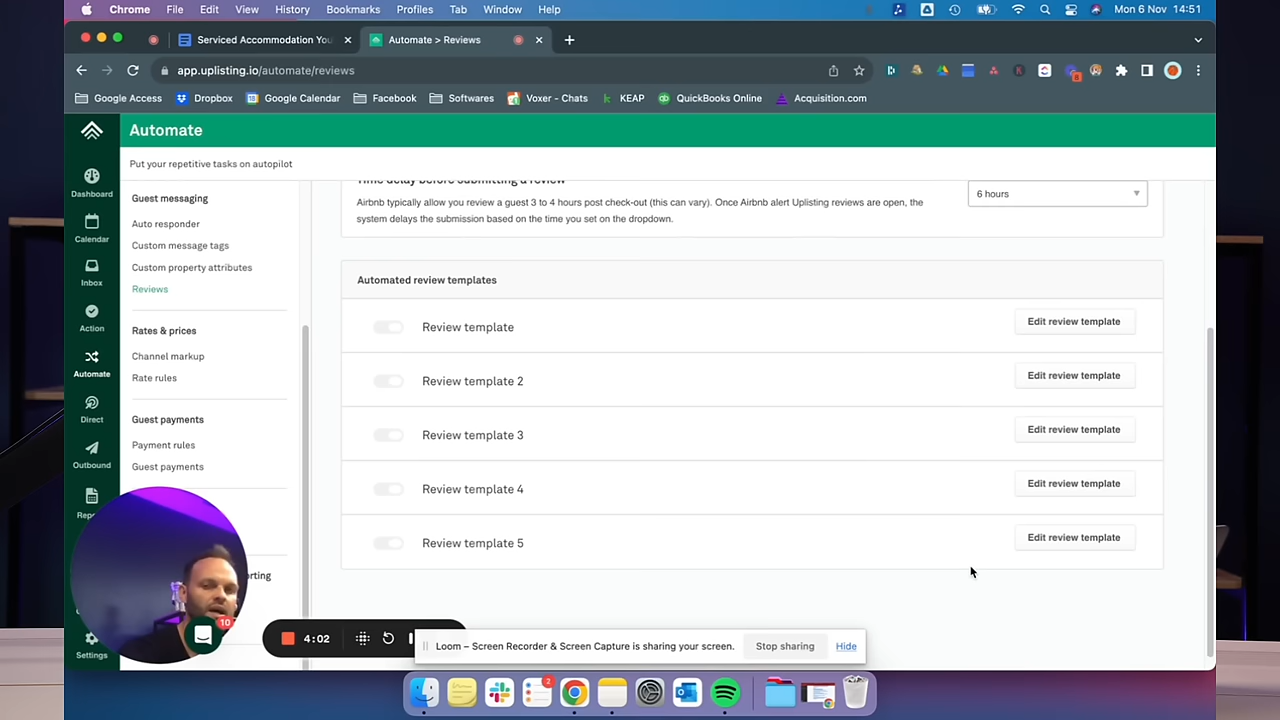 Chrome File Edit View History Bookmarks Profiles Tab Window Help Mon 6 Nov 14:51
Serviced Accommodation You Automate > Reviews
app.uplisting.io/automate/reviews
Google Access Dropbox Google Calendar Facebook Softwares Voxer - Chats KEAP QuickBooks Online Acquisition.com
Automate
Put your repetitive tasks on autopilot
Dashboard
Calendar
Inbox
Action
Automate
Direct
Outbound
Settings
Guest messaging
Auto responder
Custom message tags
Custom property attributes
Reviews
Rates & prices
Channel markup
Rate rules
Guest payments
Payment rules
Guest payments
Time delay before submitting a review
6 hours
Airbnb typically allow you review a guest 3 to 4 hours post check-out (this can vary). Once Airbnb alert Uplisting reviews are open, the
system delays the submission based on the time you set on the dropdown.
Automated review templates
Review template Edit review template
Review template 2 Edit review template
Review template 3 Edit review template
Review template 4 Edit review template
Review template 5 Edit review template
10
4:02
Loom – Screen Recorder & Screen Capture is sharing your screen. Stop sharing Hide
2